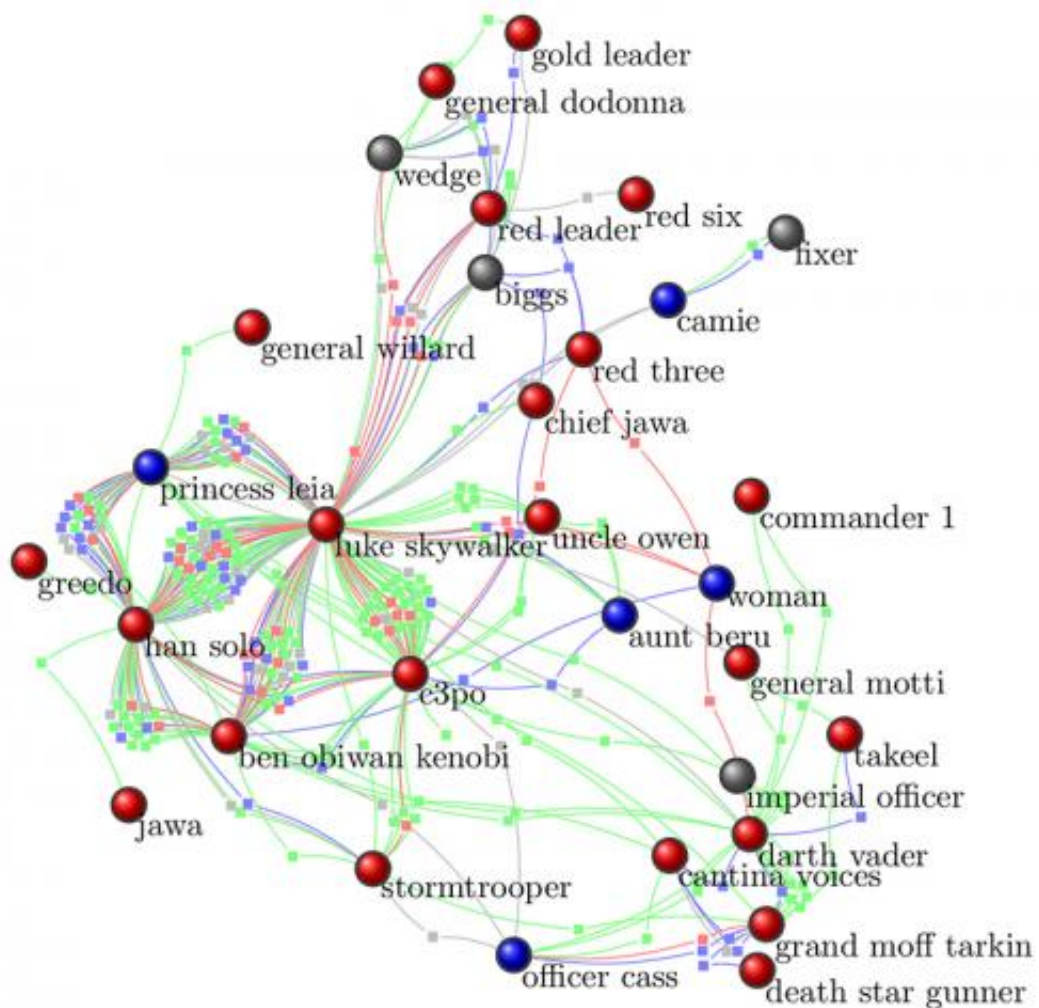 gold leader
general dodonna
wedge
red six
red leader
fixer
biggs
camie
general willard
red three
chief jawa
princess leia
commander 1
luke skywalker
uncle owen
greedo
woman
aunt beru
han solo
general motti
c3po
ben obiwan kenobi
takeel
imperial officer
jawa
darth vader
cantina voices
stormtrooper
grand moff tarkin
officer cass
death star gunner